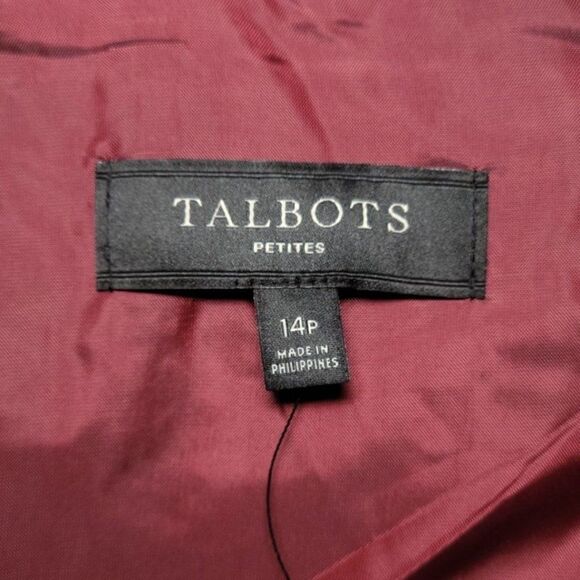 TALBOTS
PETITES
14P
MADE IN
PHILIPPINES